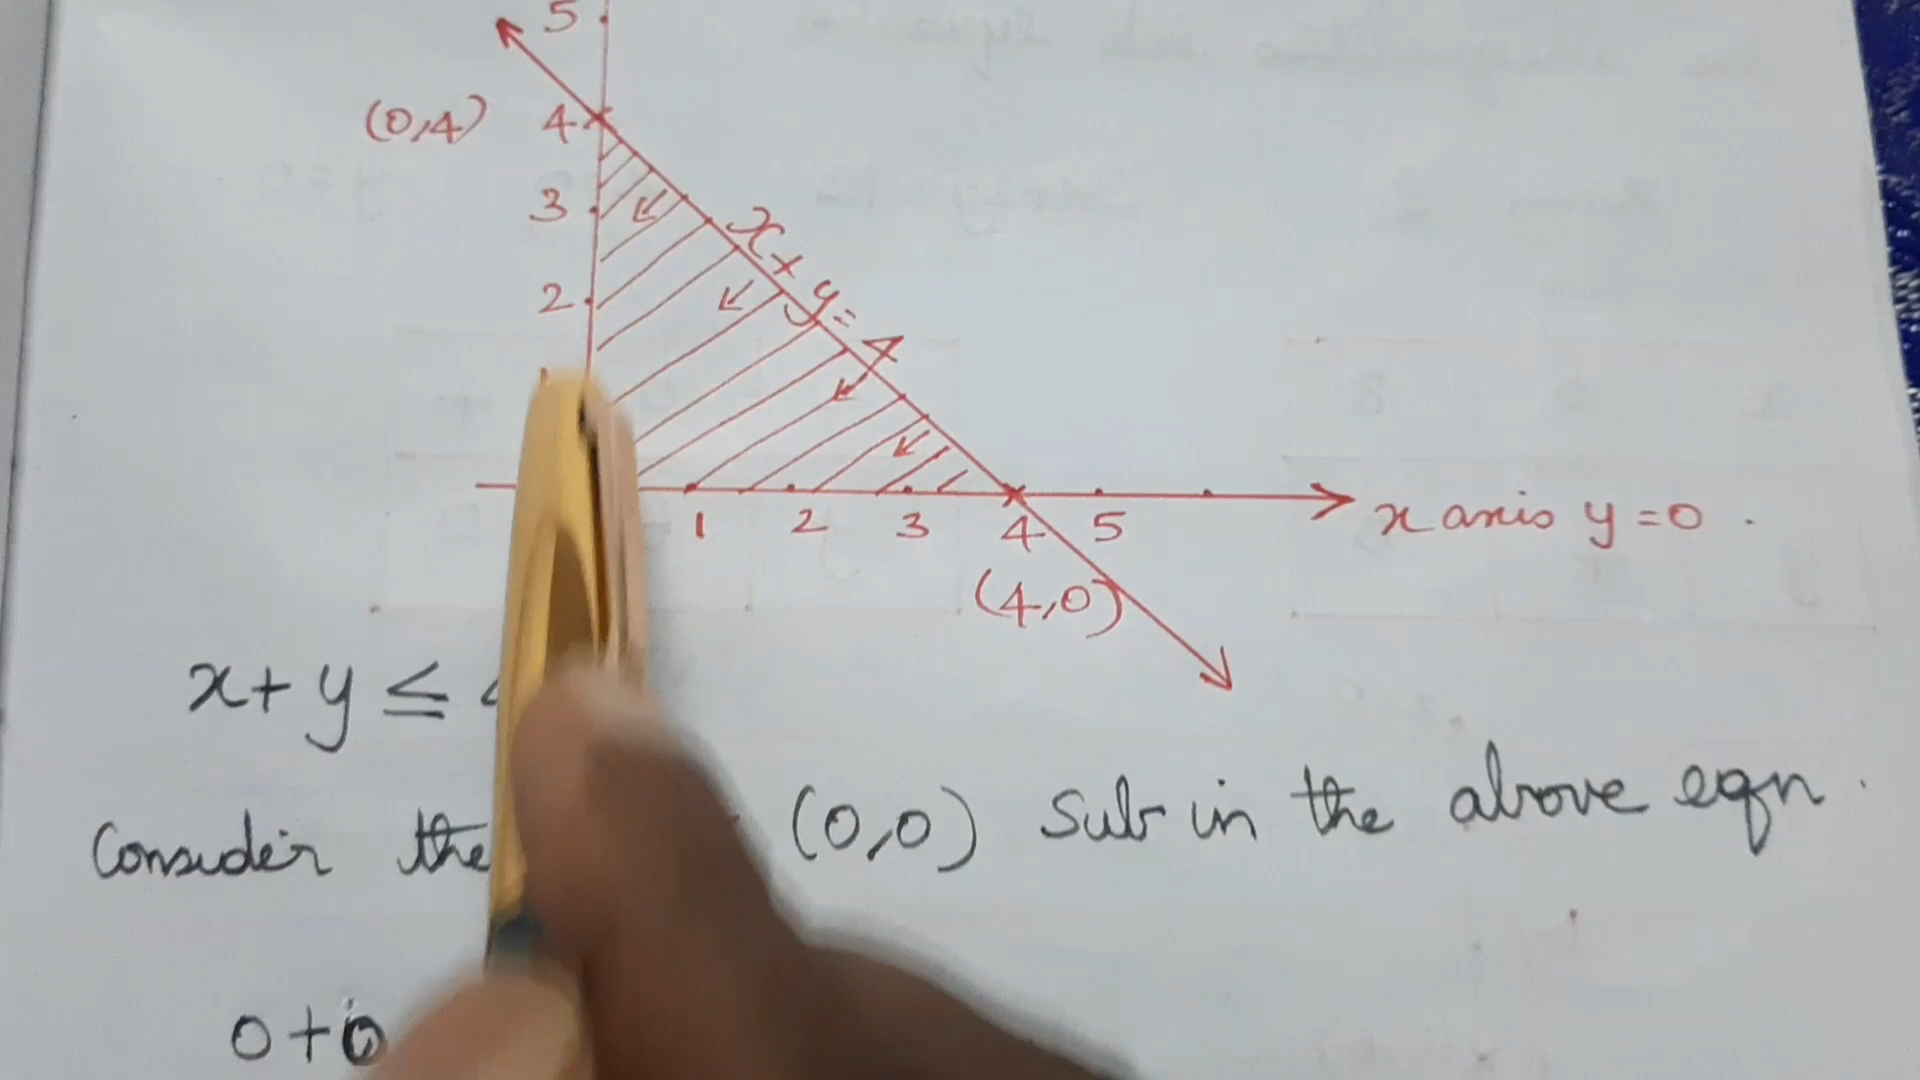 5
(0,4) 4
3
x+y=4
2
1 2 3 4 5
x axis y=0 .
(4,0)
x+y ≤
Consider the (0,0) Sub in the above eqn .
0+0